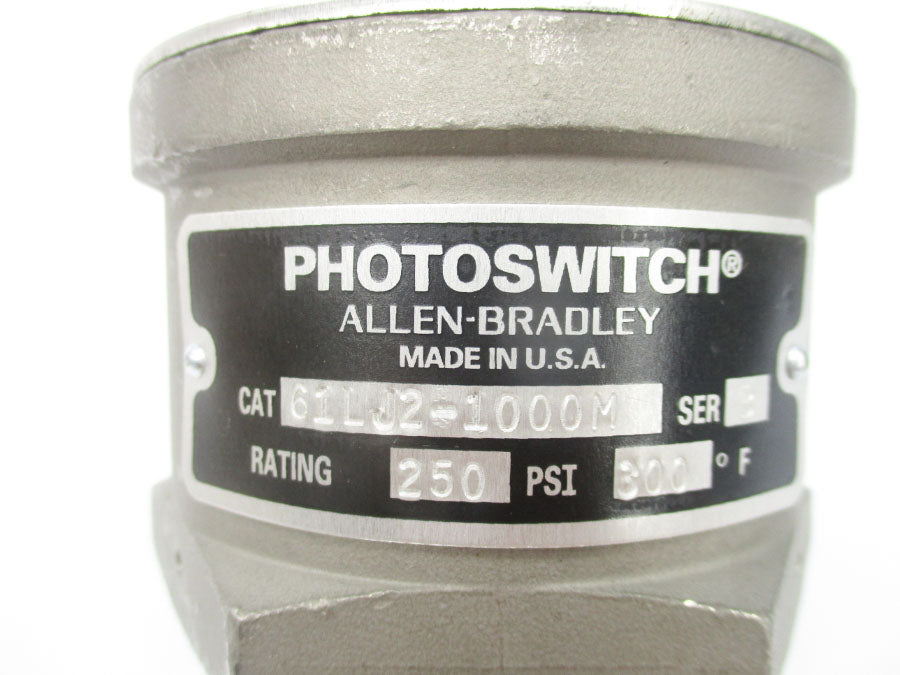 PHOTOSWITCH®
ALLEN-BRADLEY
MADE IN U.S.A.
CAT 61LJ2-1000M SER
RATING 250 PSI 300 ° F